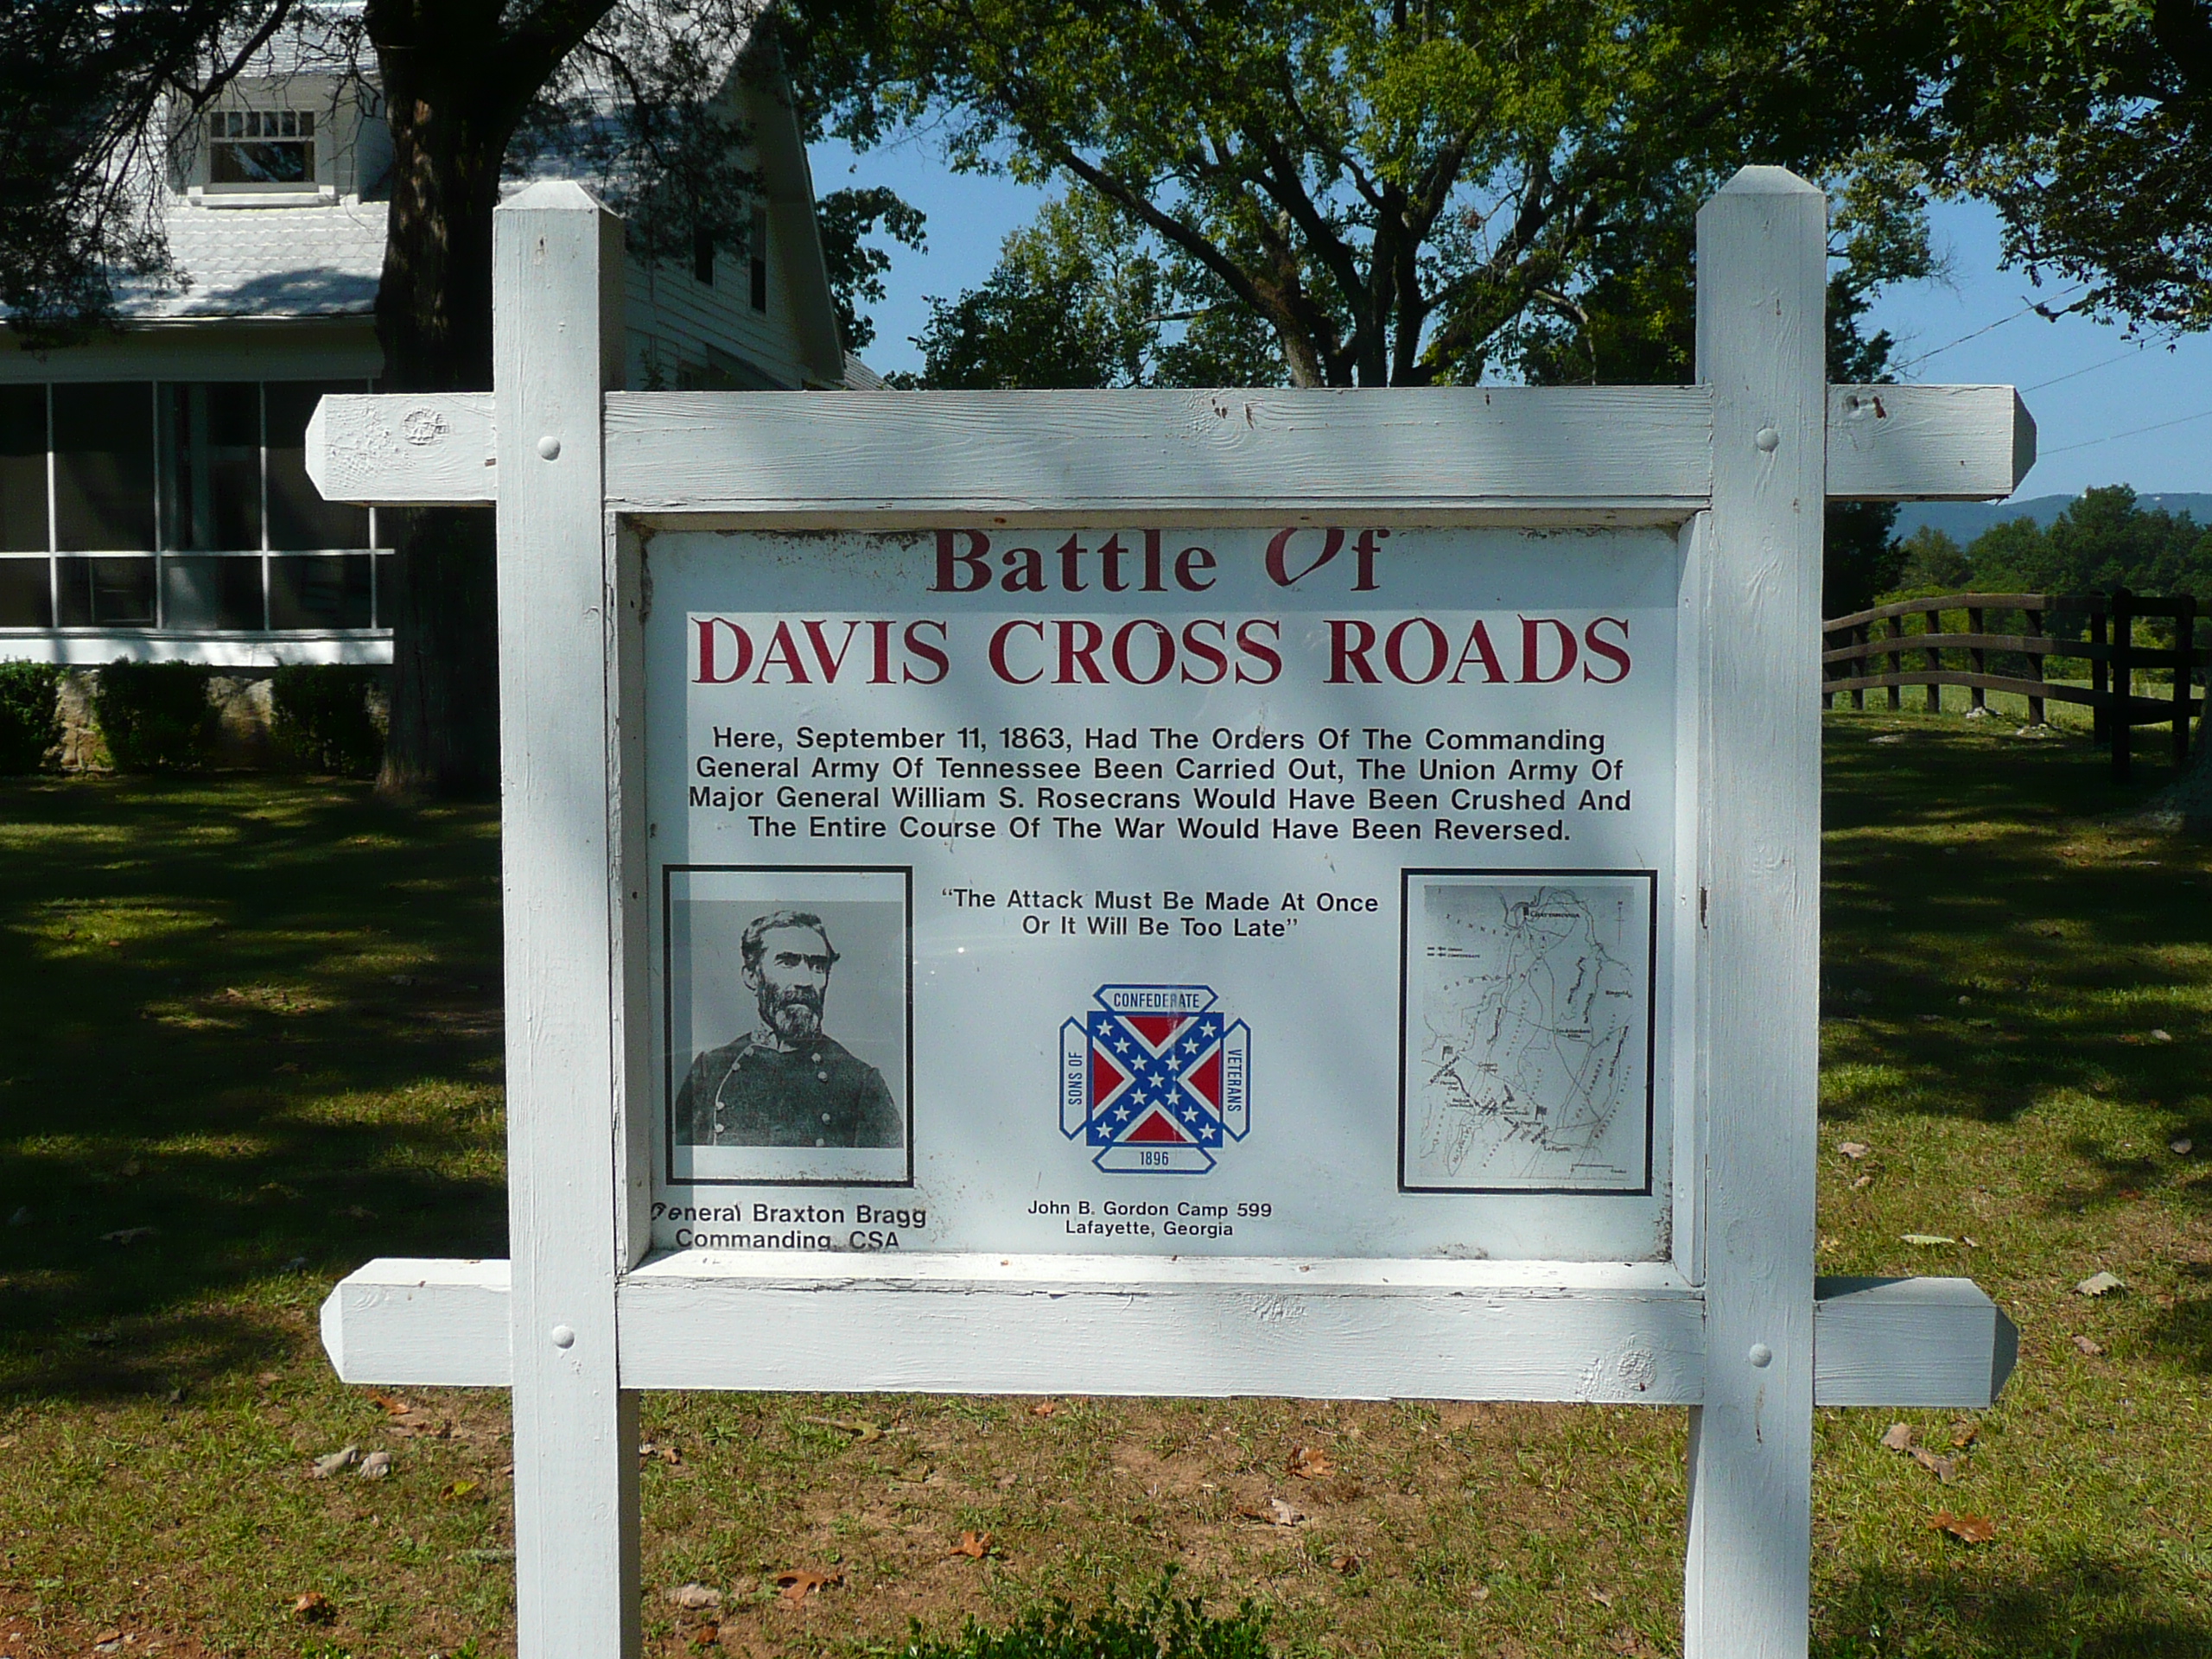 Battle Of
DAVIS CROSS ROADS
Here, September 11, 1863, Had The Orders Of The Commanding
General Army Of Tennessee Been Carried Out, The Union Army Of
Major General William S. Rosecrans Would Have Been Crushed And
The Entire Course Of The War Would Have Been Reversed.
“The Attack Must Be Made At Once
Or It Will Be Too Late”
CONFEDERATE
SONS OF
VETERANS
1896
General Braxton Bragg
Commanding CSA
John B. Gordon Camp 599
Lafayette, Georgia